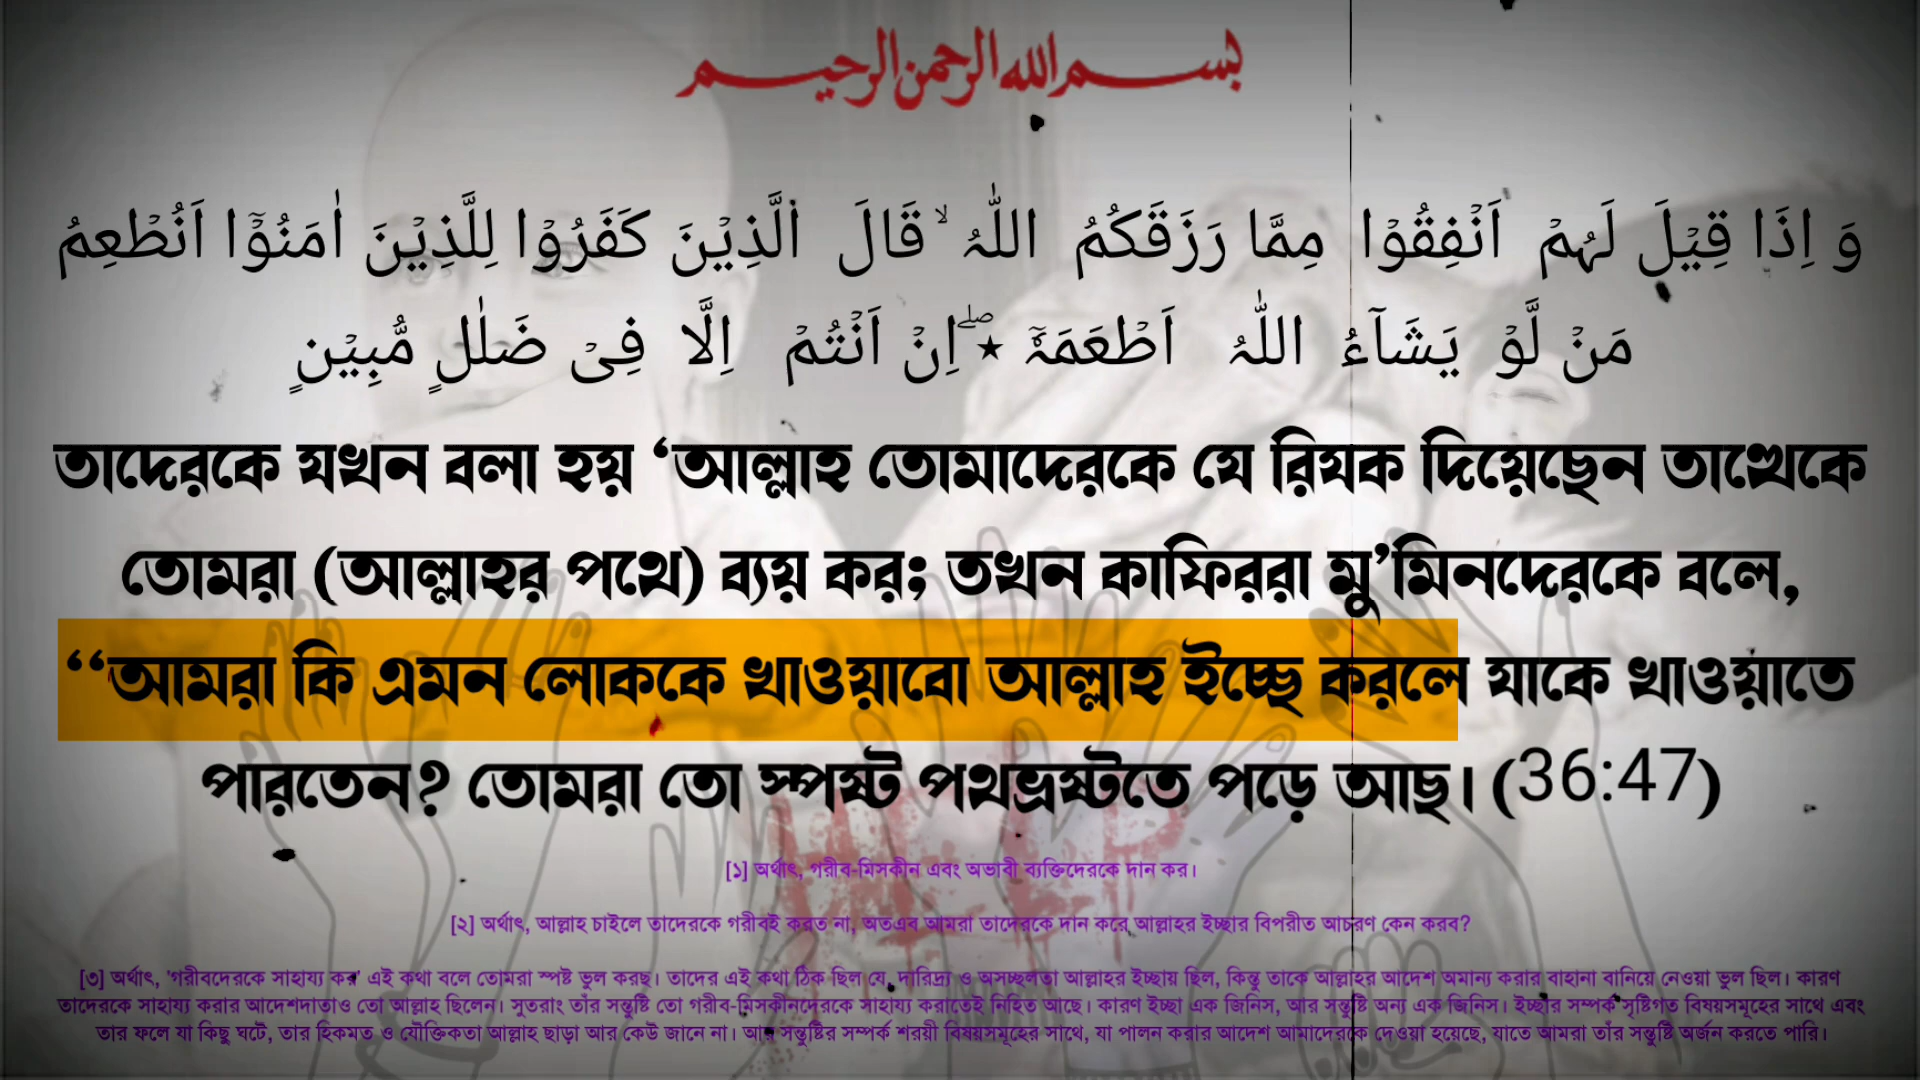 بسم الله الرحمن الرحيم
وَ اِذَا قِیۡلَ لَہُمۡ اَنۡفِقُوۡا مِمَّا رَزَقَکُمُ اللّٰہُ ۙ قَالَ الَّذِیۡنَ کَفَرُوۡا لِلَّذِیۡنَ اٰمَنُوۡۤا اَنُطۡعِمُ
مَنۡ لَّوۡ یَشَآءُ اللّٰہُ اَطۡعَمَہٗۤ ٭ۖ اِنۡ اَنۡتُمۡ اِلَّا فِیۡ ضَلٰلٍ مُّبِیۡنٍ
তাদেরকে যখন বলা হয় ‘আল্লাহ তোমাদেরকে যে রিযক দিয়েছেন তাত্থেকে
তোমরা (আল্লাহর পথে) ব্যয় কর; তখন কাফিররা মু’মিনদেরকে বলে,
‘‘আমরা কি এমন লোককে খাওয়াবো আল্লাহ ইচ্ছে করলে যাকে খাওয়াতে
পারতেন? তোমরা তো স্পষ্ট পথভ্রষ্টতে পড়ে আছ। (36:47)
[১] অর্থাৎ, গরীব-মিসকীন এবং অভাবী ব্যক্তিদেরকে দান কর।
[২] অর্থাৎ, আল্লাহ চাইলে তাদেরকে গরীবই করত না, অতএব আমরা তাদেরকে দান করে আল্লাহর ইচ্ছার বিপরীত আচরণ কেন করব?
[৩] অর্থাৎ, 'গরীবদেরকে সাহায্য কর' এই কথা বলে তোমরা স্পষ্ট ভুল করছ। তাদের এই কথা ঠিক ছিল যে, দারিদ্র্য ও অসচ্ছলতা আল্লাহর ইচ্ছায় ছিল, কিন্তু তাকে আল্লাহর আদেশ অমান্য করার বাহানা বানিয়ে নেওয়া ভুল ছিল। কারণ
তাদেরকে সাহায্য করার আদেশদাতাও তো আল্লাহ ছিলেন। সুতরাং তাঁর সন্তুষ্টি তো গরীব-মিসকীনদেরকে সাহায্য করাতেই নিহিত আছে। কারণ ইচ্ছা এক জিনিস, আর সন্তুষ্টি অন্য এক জিনিস। ইচ্ছার সম্পর্ক সৃষ্টিগত বিষয়সমূহের সাথে এবং
তার ফলে যা কিছু ঘটে, তার হিকমত ও যৌক্তিকতা আল্লাহ ছাড়া আর কেউ জানে না। আর সন্তুষ্টির সম্পর্ক শরয়ী বিষয়সমূহের সাথে, যা পালন করার আদেশ আমাদেরকে দেওয়া হয়েছে, যাতে আমরা তাঁর সন্তুষ্টি অর্জন করতে পারি।
HELP